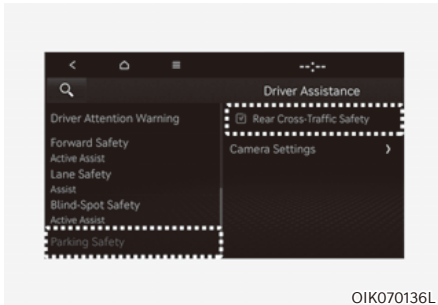 --:--
Driver Assistance
Driver Attention Warning
Rear Cross-Traffic Safety
Forward Safety
Active Assist
Camera Settings
Lane Safety
Assist
Blind-Spot Safety
Active Assist
Parking Safety
OIK070136L